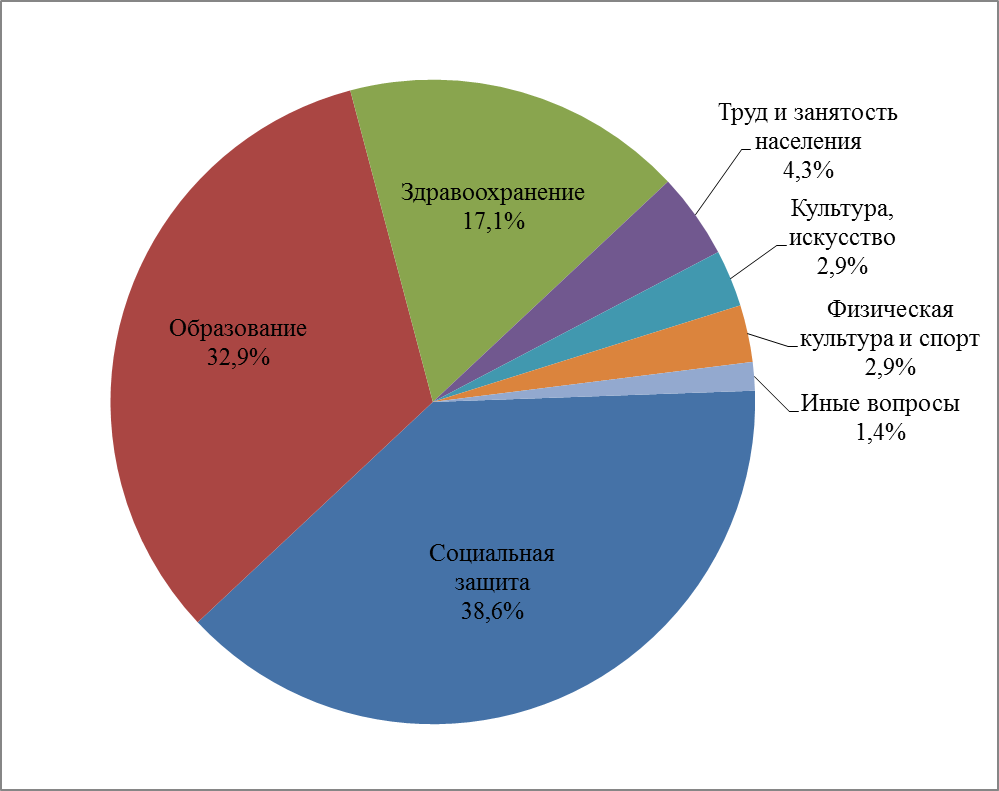 Труд и занятость
населения
4,3%
Здравоохранение
17,1%
Культура,
искусство
2,9%
Физическая
культура и спорт
2,9%
Образование
32,9%
Иные вопросы
1,4%
Социальная
защита
38,6%